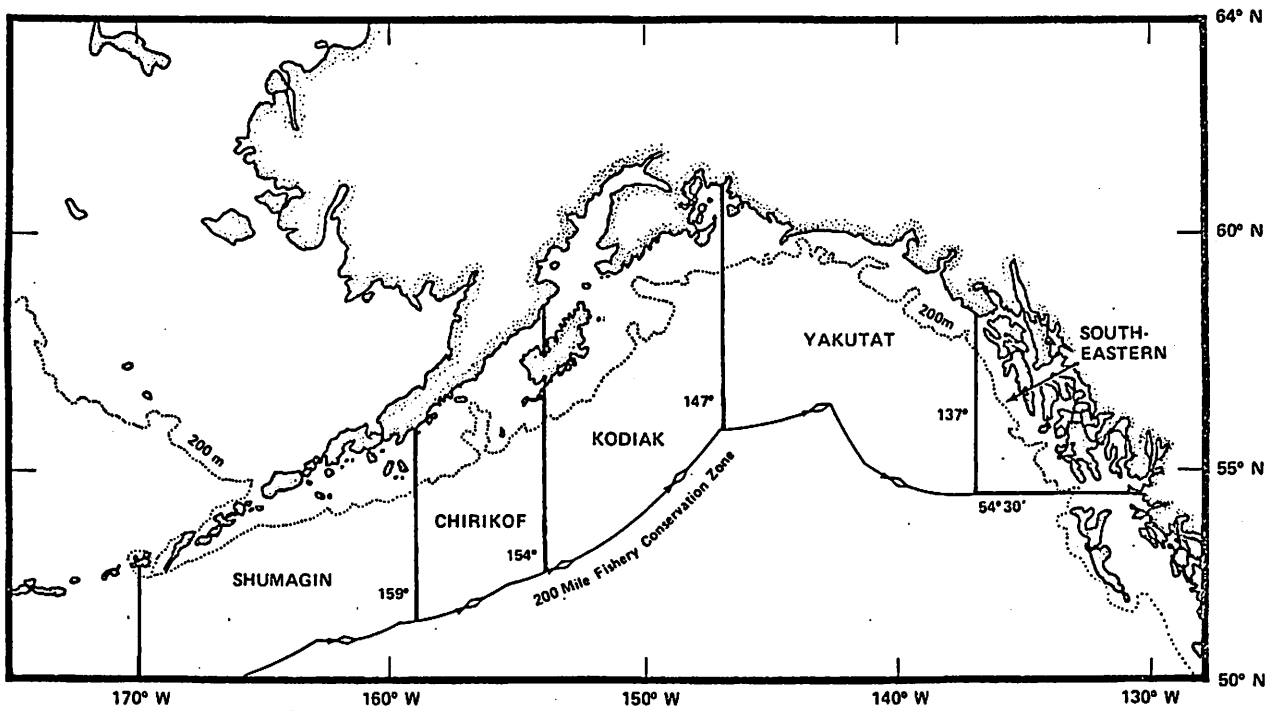 64° N
60° N
200m
SOUTH-
EASTERN
YAKUTAT
147°
137°
KODIAK
200 m
55° N
54°30'
CHIRIKOF
154°
200 Mile Fishery Conservation Zone
SHUMAGIN
159°
50° N
170° W
160° W
150° W
140° W
130° W